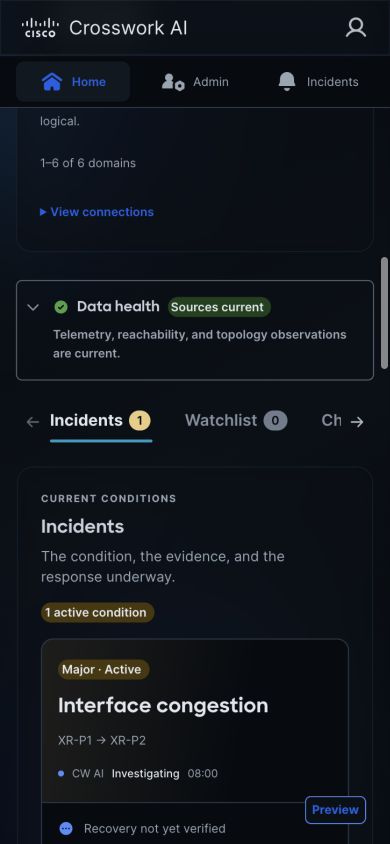 CISCO Crosswork AI
Home Admin Incidents
logical.
1–6 of 6 domains
View connections
Data health Sources current
Telemetry, reachability, and topology observations
are current.
Incidents 1 Watchlist 0 Ch
CURRENT CONDITIONS
Incidents
The condition, the evidence, and the
response underway.
1 active condition
Major · Active
Interface congestion
XR-P1 → XR-P2
CW AI Investigating 08:00
Preview
Recovery not yet verified